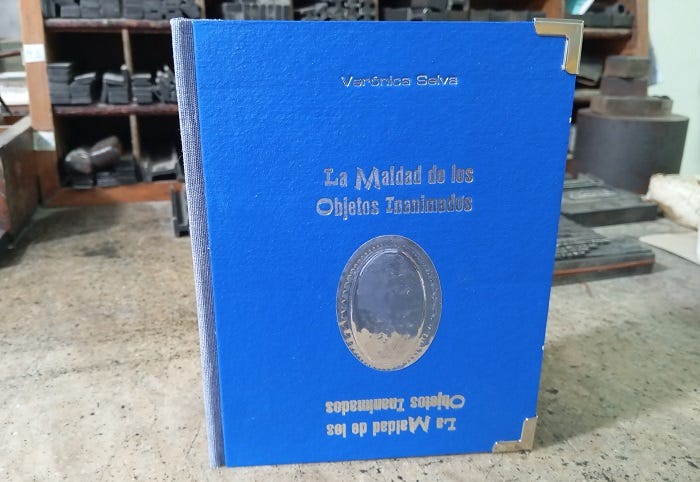 Verónica Selva
La Maldad de los
Objetos Inanimados
Objetos Inanimados
La Maldad de los